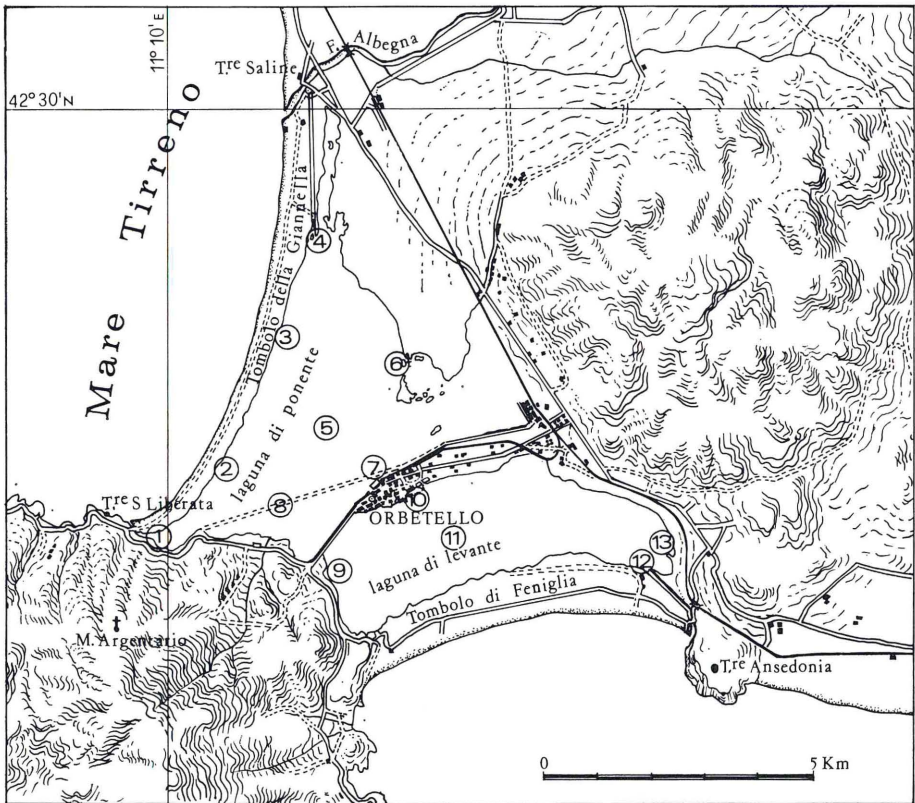 11°10'E
F. Albegna
T.re Saline
42°30'N
Mare Tirreno
Tombolo della Giannella
4
3
6
laguna di ponente
5
2
7
T.re S Liberata
8
10
ORBETELLO
1
11
13
9
laguna di levante
12
Tombolo di Feniglia
M. Argentario
T.re Ansedonia
0 5 Km